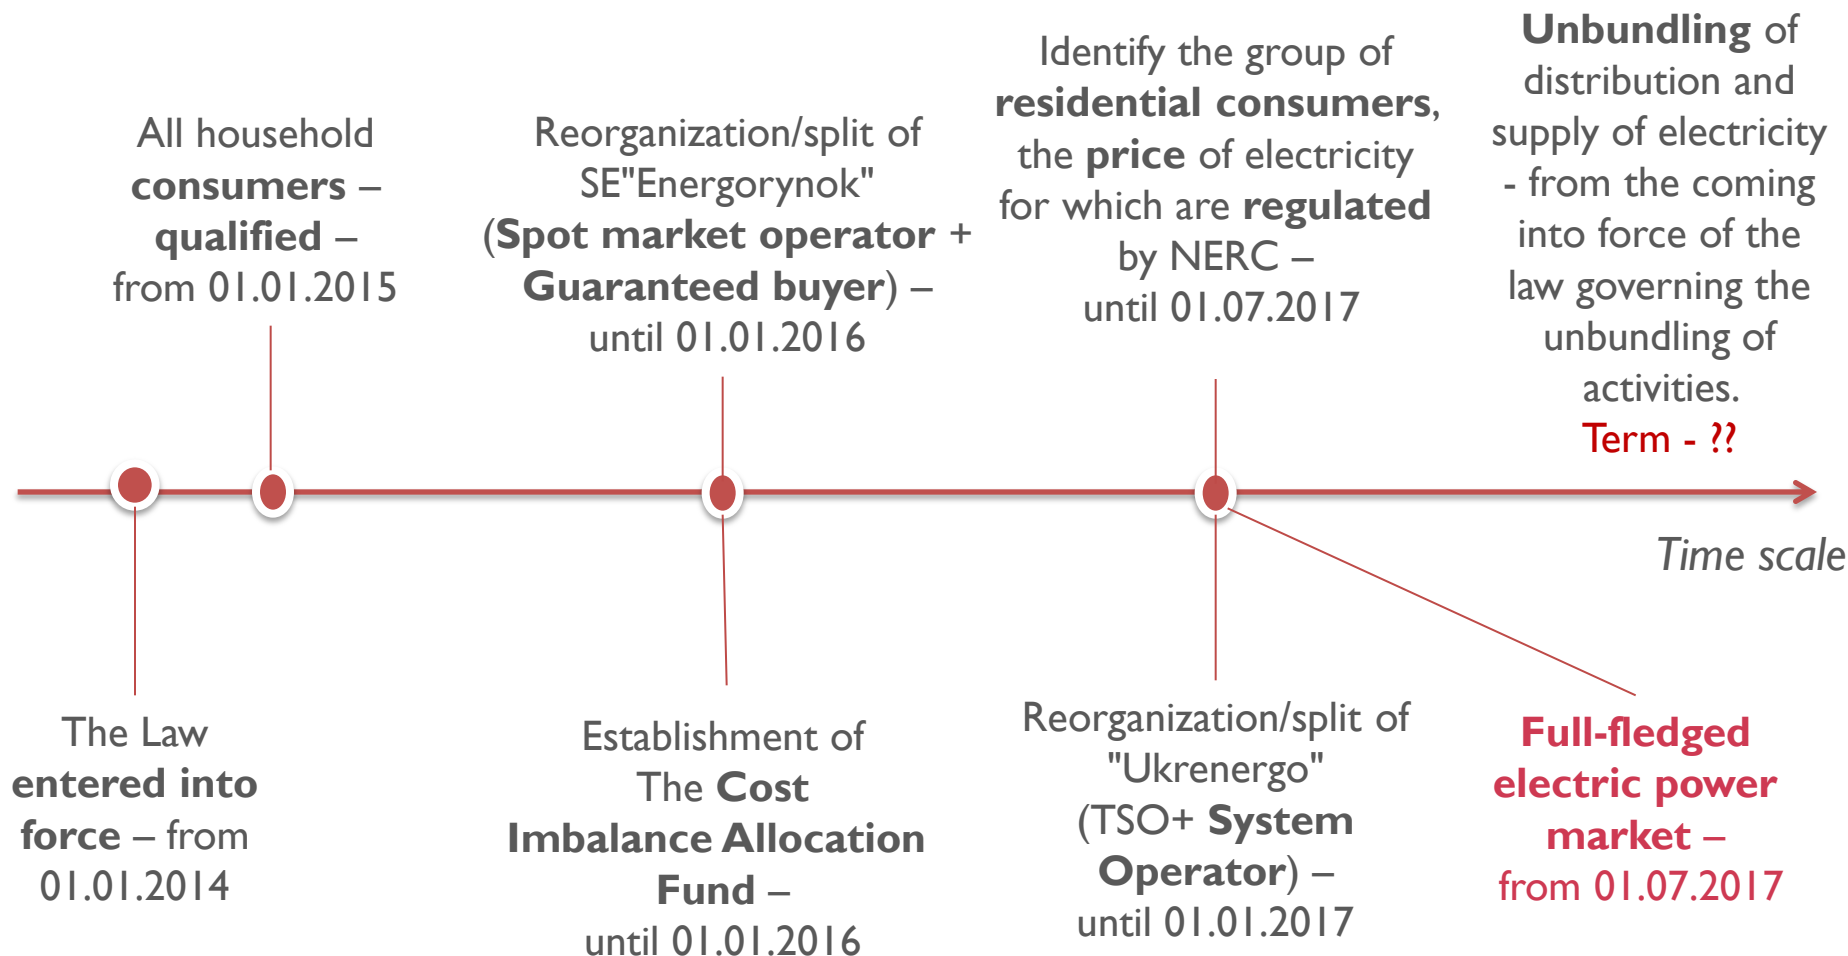 All household
consumers –
qualified –
from 01.01.2015
Reorganization/split of
SE"Energorynok"
(Spot market operator +
Guaranteed buyer) –
until 01.01.2016
Identify the group of
residential consumers,
the price of electricity
for which are regulated
by NERC –
until 01.07.2017
Unbundling of
distribution and
supply of electricity
- from the coming
into force of the
law governing the
unbundling of
activities.
Term - ??
Time scale
The Law
entered into
force – from
01.01.2014
Establishment of
The Cost
Imbalance Allocation
Fund –
until 01.01.2016
Reorganization/split of
"Ukrenergo"
(TSO+ System
Operator) –
until 01.01.2017
Full-fledged
electric power
market –
from 01.07.2017